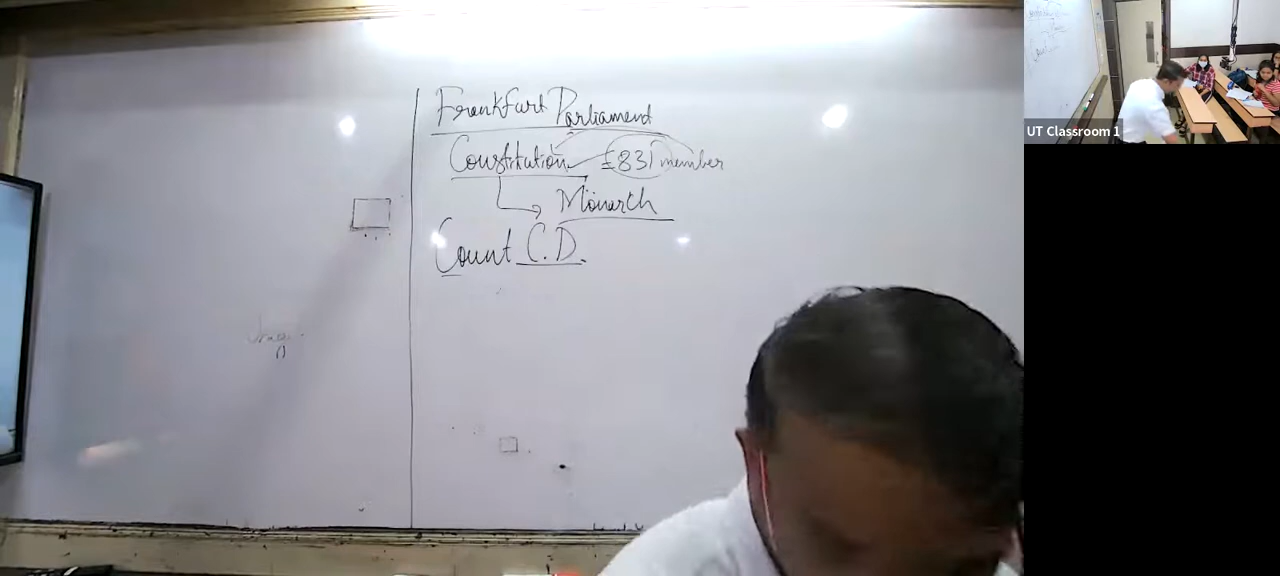 Frankfurt Parliament
Constitution 831 member
Monarch
Count C.D.
UT Classroom 1